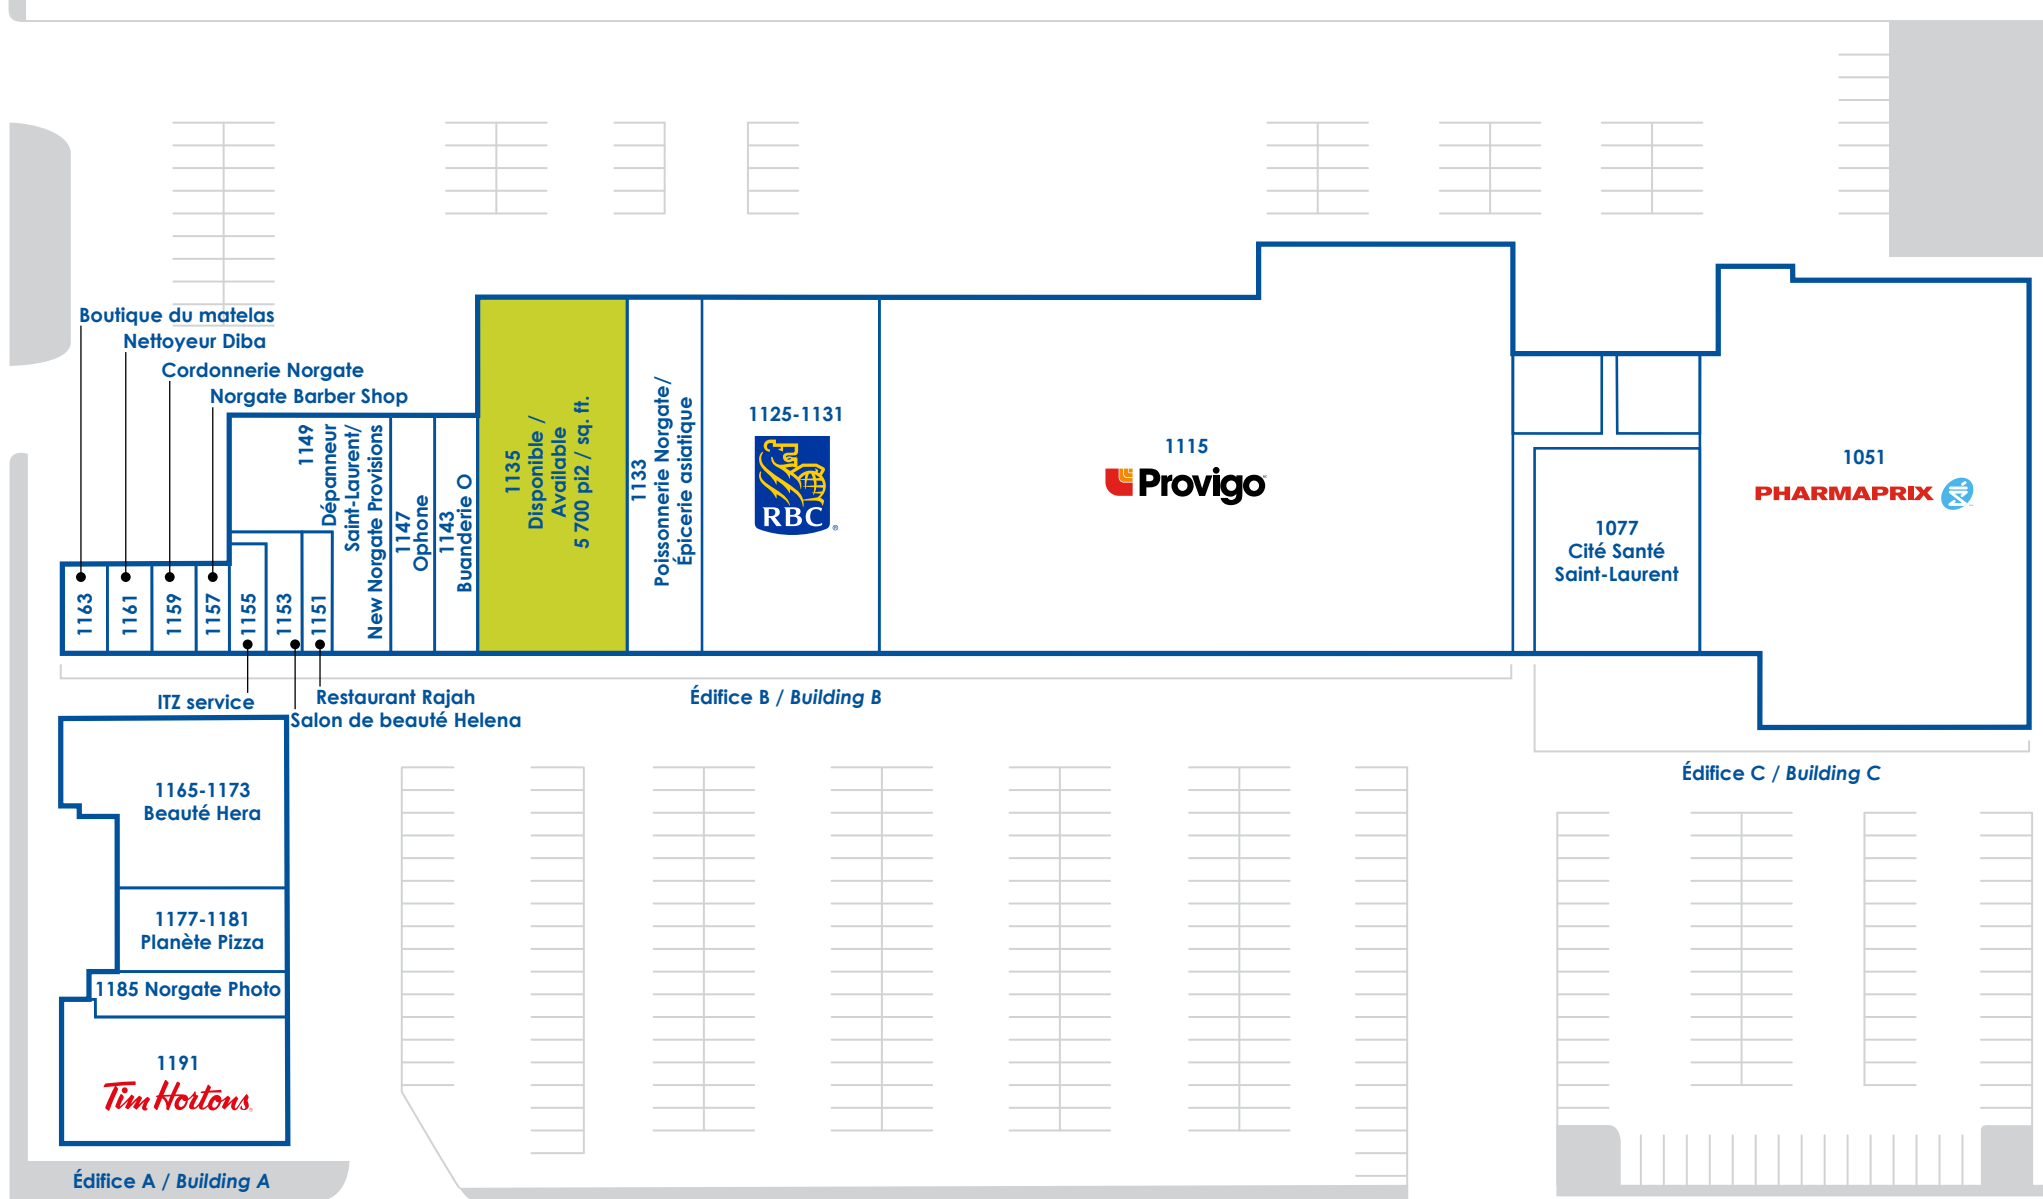 Boutique du matelas
Nettoyeur Diba
Cordonnerie Norgate
Norgate Barber Shop
1163
1161
1159
1157
1155
1153
1151
1149
Dépanneur
Saint-Laurent/
New Norgate Provisions
1147
Ophone
1143
Buanderie O
1135
Disponible /
Available
5 700 pi2 / sq. ft.
1133
Poissonnerie Norgate/
Épicerie asiatique
1125-1131
RBC
®
1115
Provigo
1077
Cité Santé
Saint-Laurent
1051
PHARMAPRIX
ITZ service
Restaurant Rajah
Salon de beauté Helena
Édifice B / Building B
Édifice C / Building C
1165-1173
Beauté Hera
1177-1181
Planète Pizza
1185 Norgate Photo
1191
Tim Hortons
Édifice A / Building A